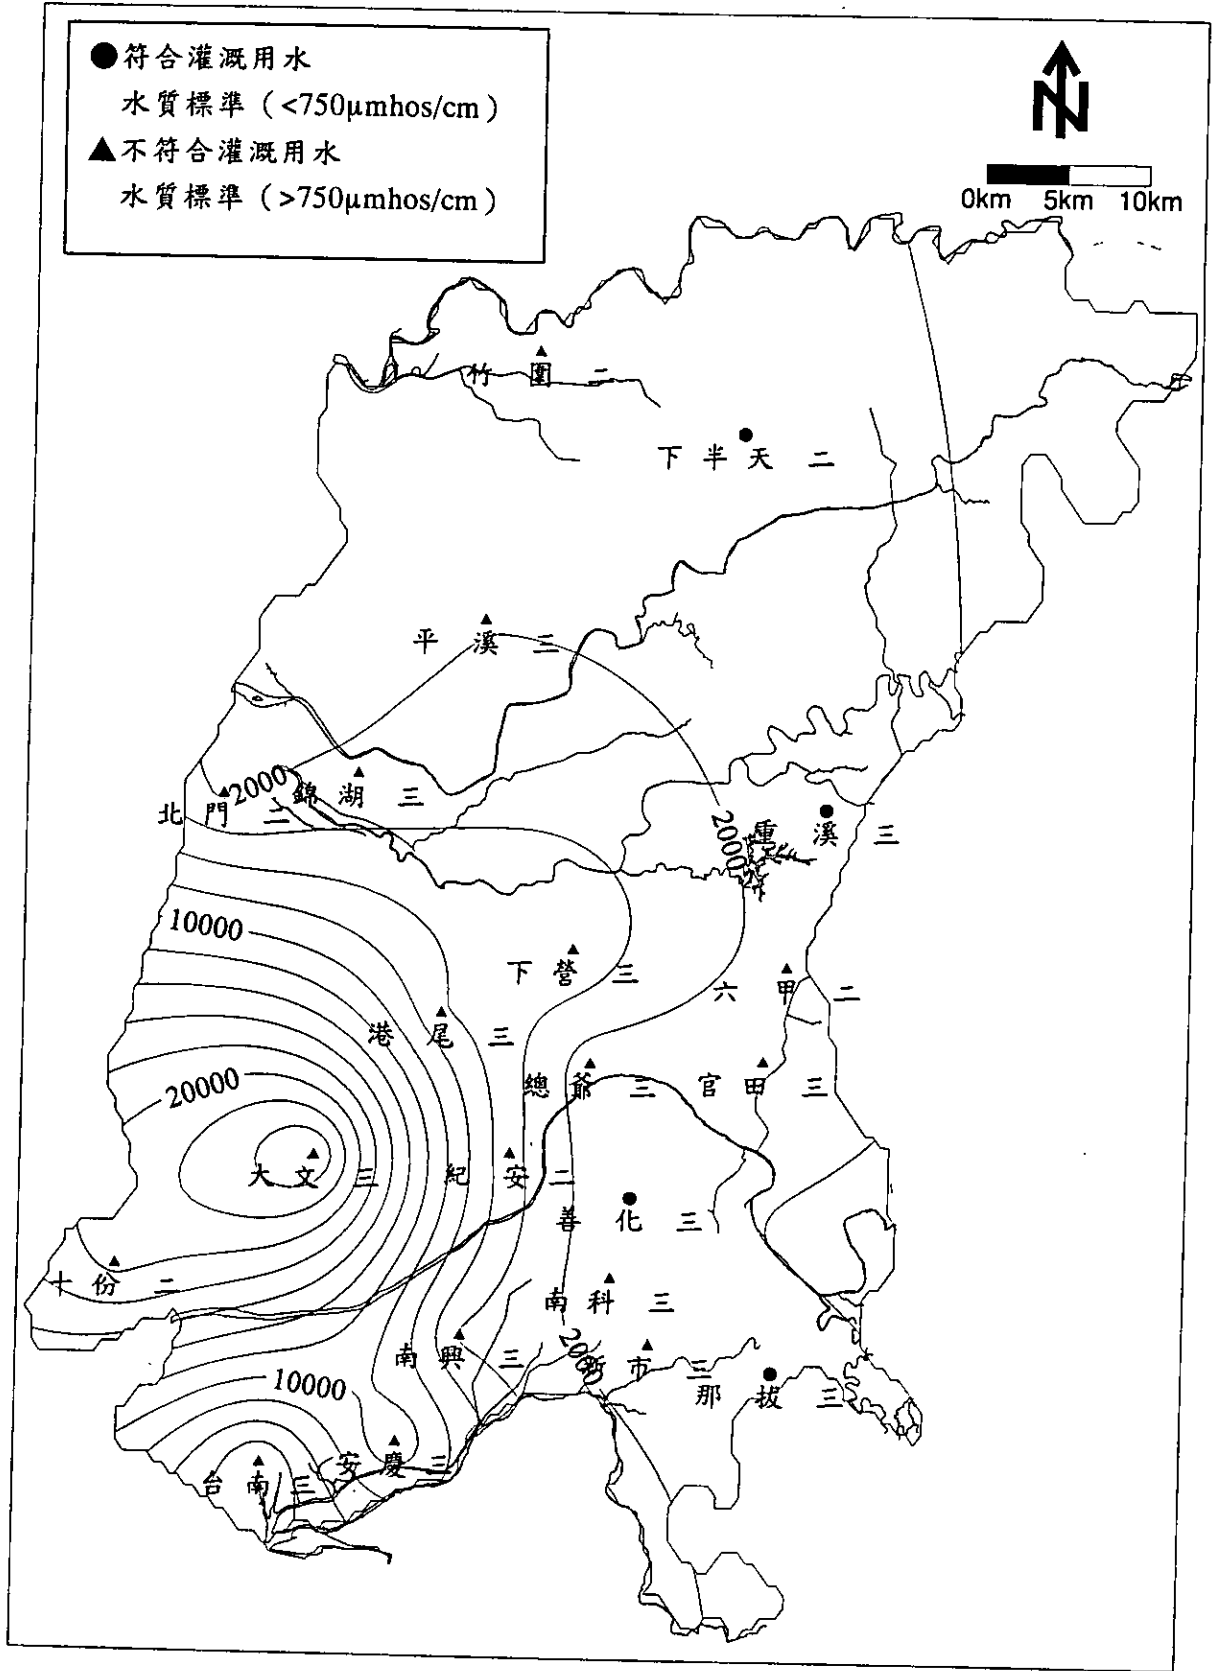 符合灌溉用水
水質標準（<750μmhos/cm）
不符合灌溉用水
水質標準（>750μmhos/cm）
N
0km 5km 10km
竹圍二
下半天二
平溪三
2000
錦湖三
北門二
2000
重溪三
10000
下營三
六甲二
港尾三
20000
總爺三
官田三
大文三
紀安二
善化三
十份二
南科三
南興三
2000
新市三
10000
那拔三
安慶三
台南三